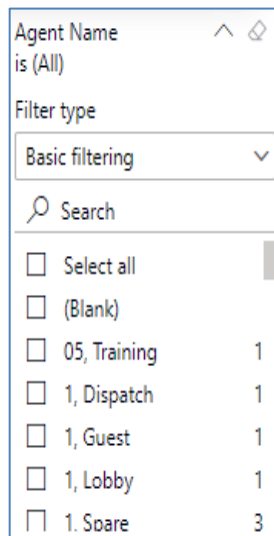 Agent Name
is (All)
Filter type
Basic filtering
Search
Select all
(Blank)
05, Training 1
1, Dispatch 1
1, Guest 1
1, Lobby 1
1, Spare 3